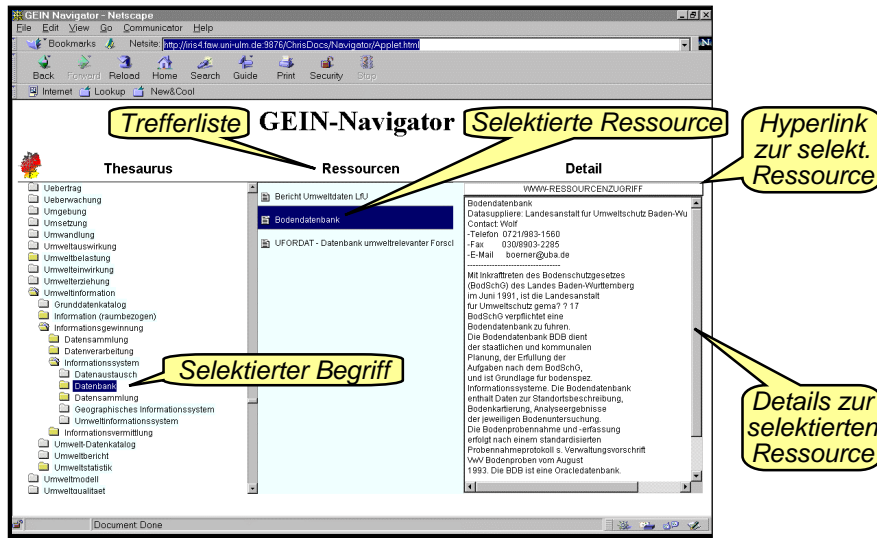 GEIN Navigator - Netscape
File Edit View Go Communicator Help
Bookmarks Netsite: http://iris4.faw.uni-ulm.de:9876/ChrisDocs/Navigator/Applet.html
Back Forward Reload Home Search Guide Print Security Stop
Internet Lookup New&Cool
Trefferliste
GEIN-Navigator
Selektierte Ressource
Hyperlink
zur selekt.
Ressource
Thesaurus
Ressourcen
Detail
Uebertrag
Ueberwachung
Umgebung
Umsetzung
Umwandlung
Umweltauswirkung
Umweltbelastung
Umwelteinwirkung
Umwelterziehung
Umweltinformation
Grunddatenkatalog
Information (raumbezogen)
Informationsgewinnung
Datensammlung
Datenverarbeitung
Informationssystem
Datenaustausch
Datenbank
Datensammlung
Geographisches Informationssystem
Umweltinformationssystem
Informationsvermittlung
Umwelt-Datenkatalog
Umweltbericht
Umweltstatistik
Umweltmodell
Umweltqualitaet
Selektierter Begriff
Bericht Umweltdaten LfU
Bodendatenbank
UFORDAT - Datenbank umweltrelevanter Forscl
WWW-RESSOURCENZUGRIFF
Bodendatenbank
Datasuppliere: Landesanstalt fur Umweltschutz Baden-Wu
Contact: Wolf
-Telefon 0721/983-1560
-Fax 030/8903-2285
-E-Mail boerner@uba.de
--------------------------------
Mit Inkrafttreten des Bodenschutzgesetzes
(BodSchG) des Landes Baden-Wurttemberg
im Juni 1991, ist die Landesanstalt
fur Umweltschutz gema? ? 17
BodSchG verpflichtet eine
Bodendatenbank zu fuhren.
Die Bodendatenbank BDB dient
der staatlichen und kommunalen
Planung, der Erfullung der
Aufgaben nach dem BodSchG,
und ist Grundlage fur bodenspez.
Informationssysteme. Die Bodendatenbank
enthalt Daten zur Standortsbeschreibung,
Bodenkartierung, Analyseergebnisse
der jeweiligen Bodenuntersuchung.
Die Bodenprobennahme und -erfassung
erfolgt nach einem standardisierten
Probennahmeprotokoll s. Verwaltungsvorschrift
VwV Bodenproben vom August
1993. Die BDB ist eine Oracledatenbank.
Details zur
selektierten
Ressource
Document: Done